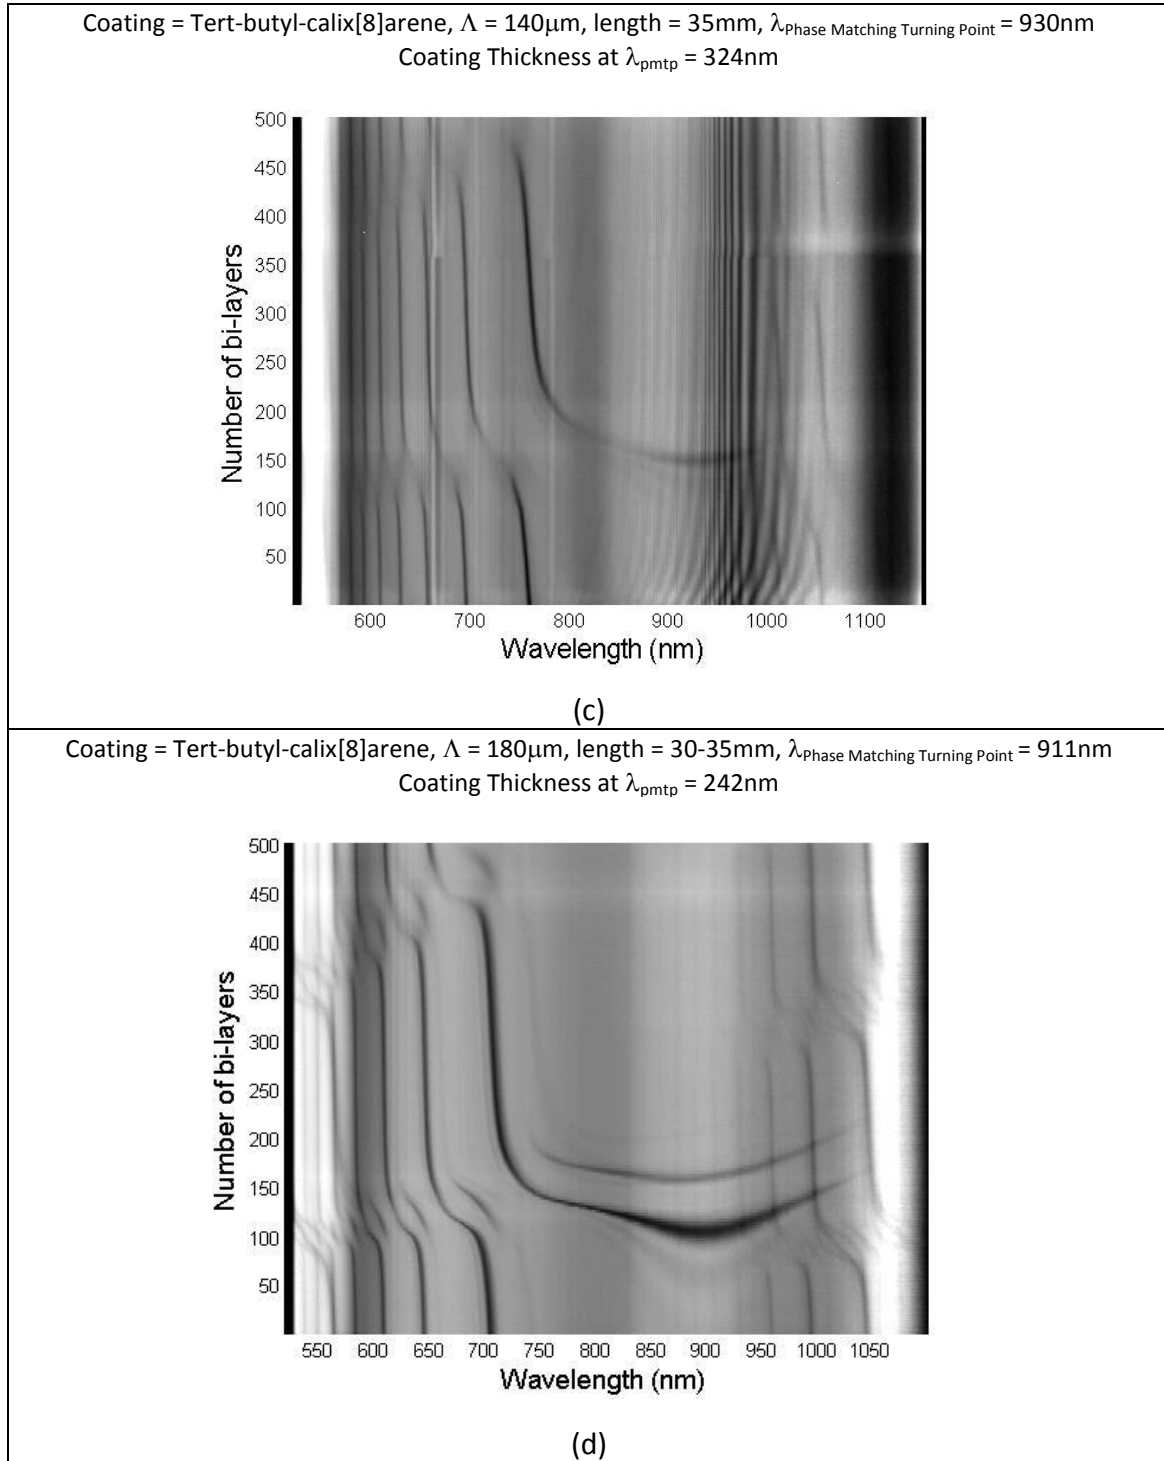 Coating = Tert-butyl-calix[8]arene, Λ = 140μm, length = 35mm, λPhase Matching Turning Point = 930nm
Coating Thickness at λpmtp = 324nm
500
450
400
350
300
250
200
150
100
50
Number of bi-layers
600 700 800 900 1000 1100
Wavelength (nm)
(c)
Coating = Tert-butyl-calix[8]arene, Λ = 180μm, length = 30-35mm, λPhase Matching Turning Point = 911nm
Coating Thickness at λpmtp = 242nm
500
450
400
350
300
250
200
150
100
50
Number of bi-layers
550 600 650 700 750 800 850 900 950 1000 1050
Wavelength (nm)
(d)